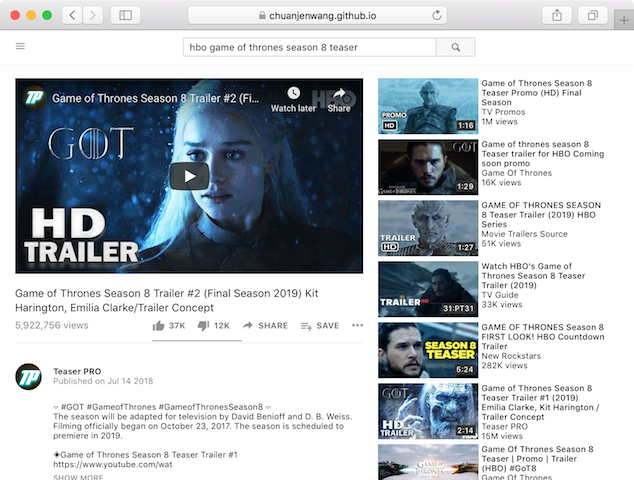 chuanjenwang.github.io
hbo game of thrones season 8 teaser
TP
Game of Thrones Season 8 Trailer #2 (Fi...
Watch later
Share
HBO
GOT
HD
TRAILER
Game of Thrones Season 8 Trailer #2 (Final Season 2019) Kit
Harington, Emilia Clarke/Trailer Concept
5,922,756 views
37K
12K
SHARE
SAVE
TP
Teaser PRO
Published on Jul 14 2018
#GOT #GameofThrones #GameofThronesSeason8
The season will be adapted for television by David Benioff and D. B. Weiss.
Filming officially began on October 23, 2017. The season is scheduled to
premiere in 2019.
◈Game of Thrones Season 8 Teaser Trailer #1
https://www.youtube.com/wat
SHOW MORE
PROMO
HD
1:16
Game of Thrones Season 8
Teaser Promo (HD) Final
Season
TV Promos
1M views
GAME OF THRONES
1:29
Game of thrones season 8
Teaser trailer for HBO Coming
soon promo
Game Of Thrones
16K views
TRAILER
HD
1:27
GAME OF THRONES SEASON
8 Teaser Trailer (2019) HBO
Series
Movie Trailers Source
51K views
TRAILER HD
31:PT31
Watch HBO's Game of
Thrones Season 8 Teaser
Trailer (2019)
TV Guide
33K views
SEASON 8
TEASER
5:24
GAME OF THRONES Season 8
FIRST LOOK! HBO Countdown
Trailer
New Rockstars
282K views
2:14
Game of Thrones Season 8
Teaser Trailer #1 (2019)
Emilia Clarke, Kit Harington /
Trailer Concept
Teaser PRO
15M views
GAME OF THRONES
Game Of Thrones Season 8
Teaser | Promo | Trailer
(HBO) #GoT8
Game Of Thrones